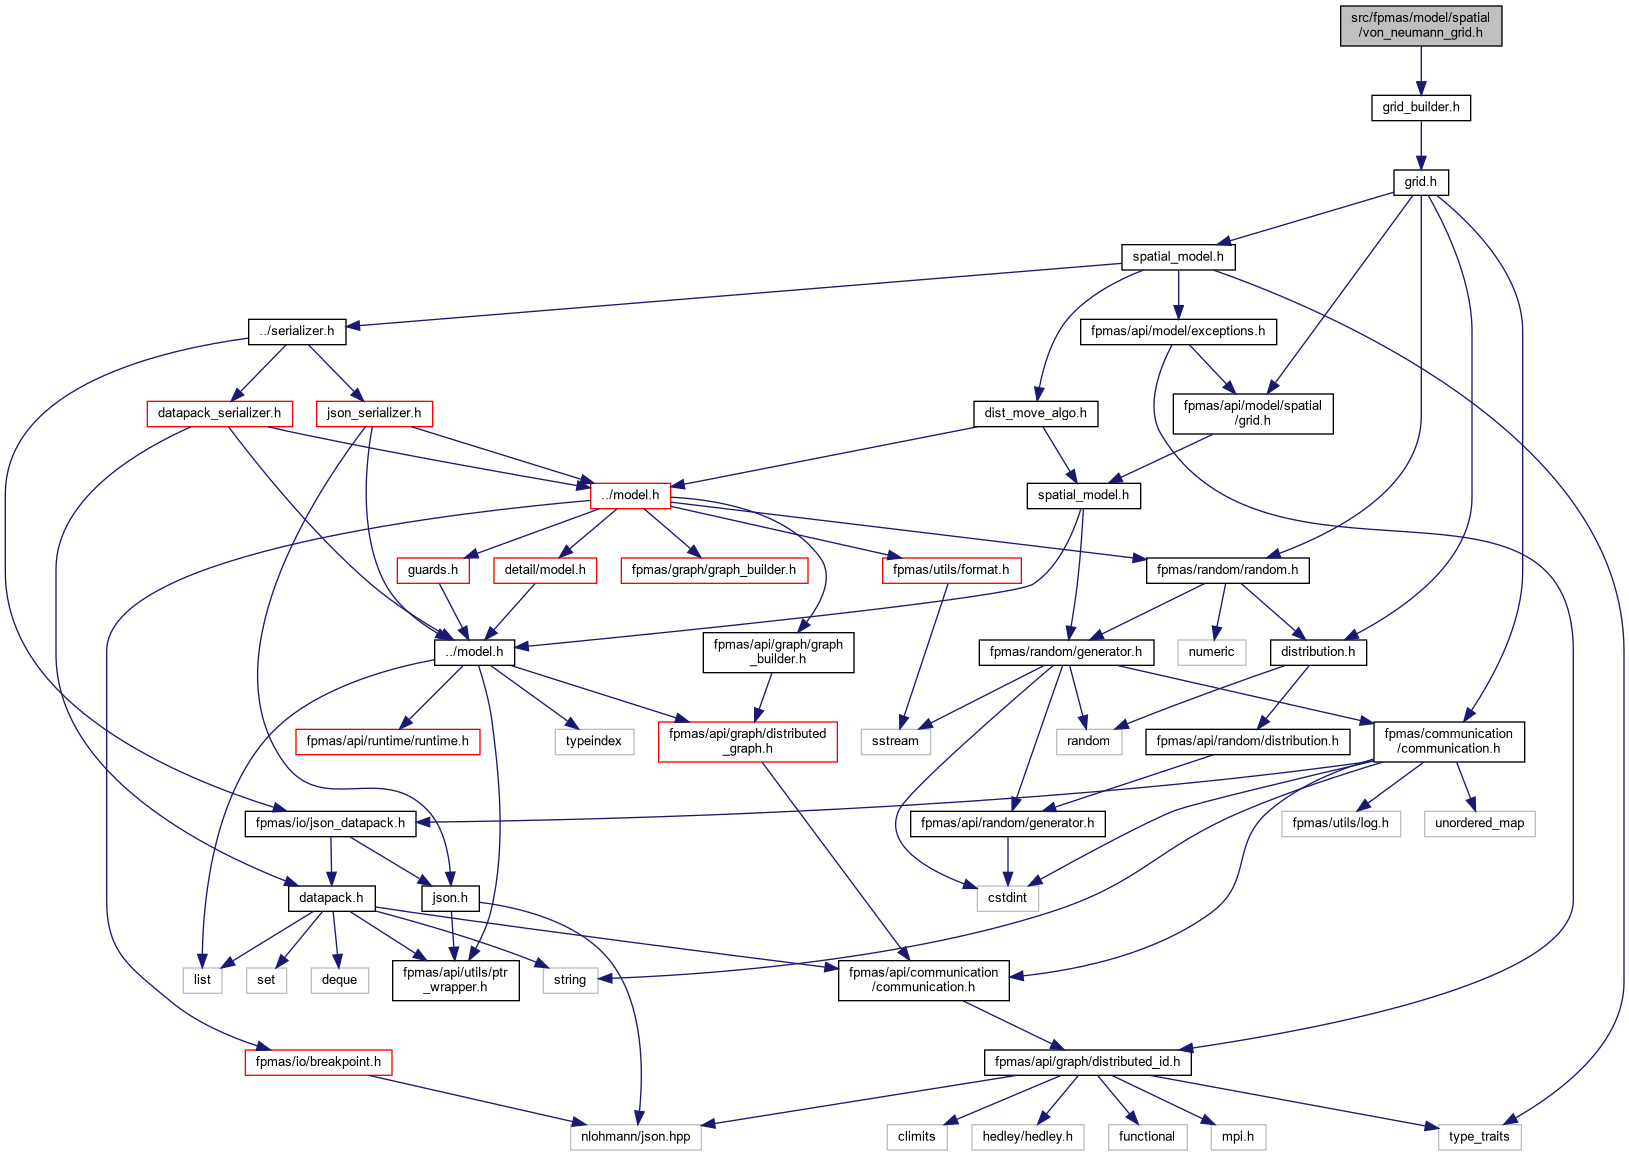 src/fpmas/model/spatial
/von_neumann_grid.h
grid_builder.h
grid.h
spatial_model.h
../serializer.h
fpmas/api/model/exceptions.h
datapack_serializer.h
json_serializer.h
dist_move_algo.h
fpmas/api/model/spatial
/grid.h
../model.h
spatial_model.h
guards.h
detail/model.h
fpmas/graph/graph_builder.h
fpmas/utils/format.h
fpmas/random/random.h
../model.h
fpmas/api/graph/graph
_builder.h
fpmas/random/generator.h
numeric
distribution.h
fpmas/api/runtime/runtime.h
typeindex
fpmas/api/graph/distributed
_graph.h
sstream
random
fpmas/api/random/distribution.h
fpmas/communication
/communication.h
fpmas/io/json_datapack.h
fpmas/api/random/generator.h
fpmas/utils/log.h
unordered_map
datapack.h
json.h
cstdint
list
set
deque
fpmas/api/utils/ptr
_wrapper.h
string
fpmas/api/communication
/communication.h
fpmas/io/breakpoint.h
fpmas/api/graph/distributed_id.h
nlohmann/json.hpp
climits
hedley/hedley.h
functional
mpi.h
type_traits